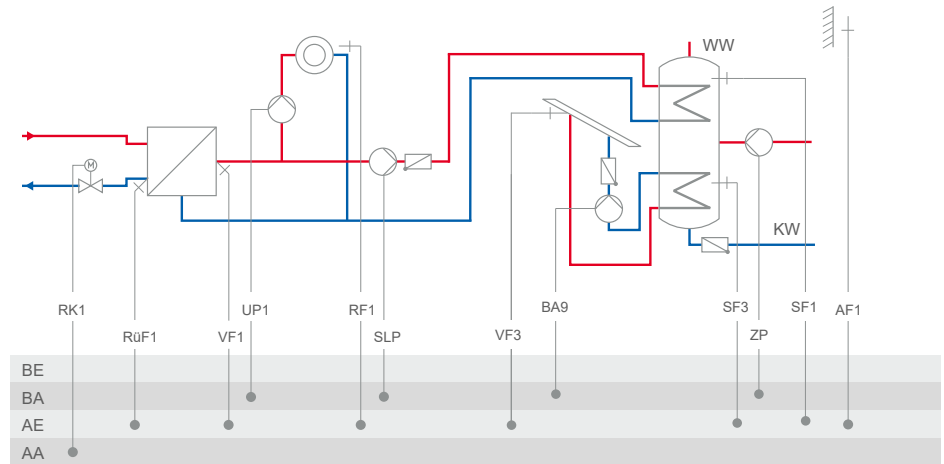 WW
M
KW
RK1
UP1
RF1
BA9
SF3
SF1
AF1
RüF1
VF1
SLP
VF3
ZP
BE
BA
AE
AA